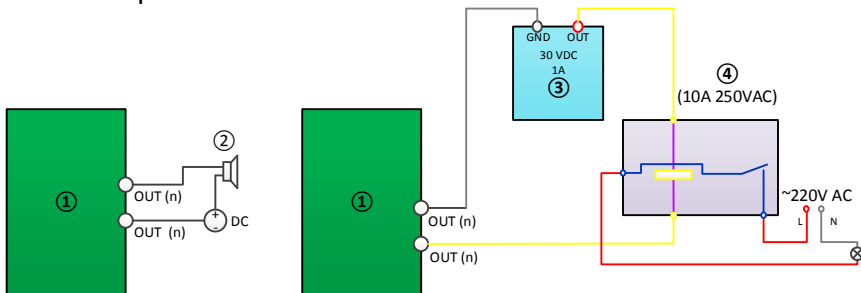 GND OUT
30 VDC
1A
③
④
(10A 250VAC)
①
②
OUT (n)
+
-
DC
OUT (n)
①
OUT (n)
OUT (n)
~220V AC
L N